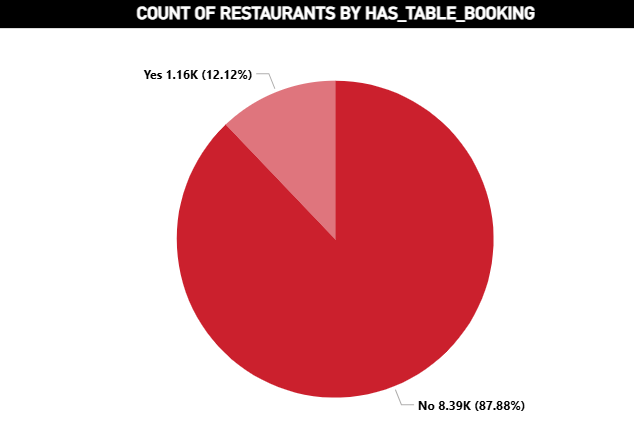 COUNT OF RESTAURANTS BY HAS_TABLE_BOOKING
Yes 1.16K (12.12%)
No 8.39K (87.88%)